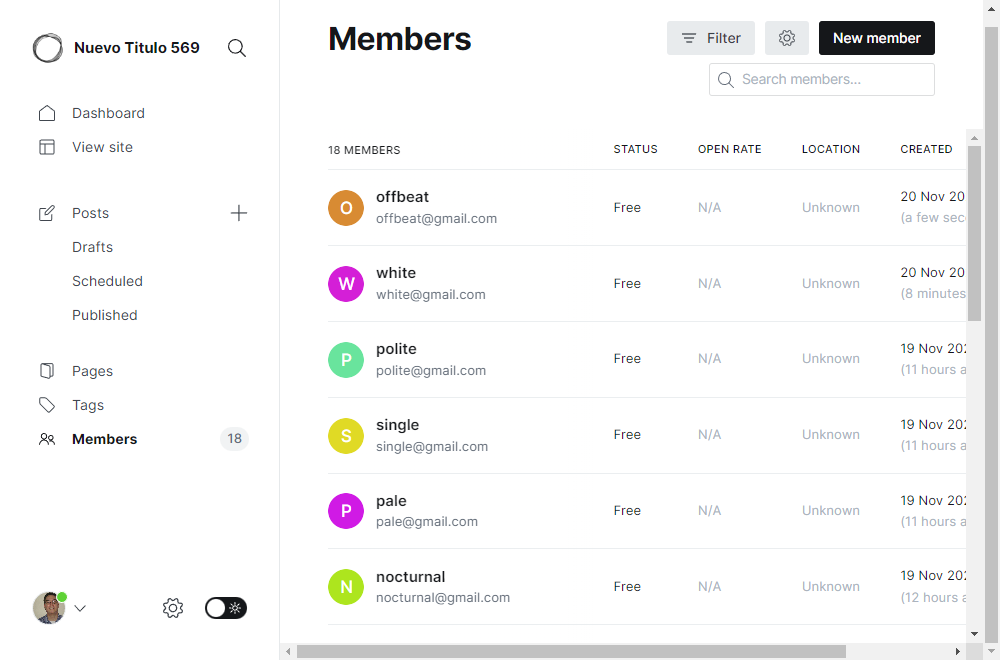 Nuevo Titulo 569
Dashboard
View site
Posts
Drafts
Scheduled
Published
Pages
Tags
Members 18
Members
Filter
New member
Search members...
18 MEMBERS STATUS OPEN RATE LOCATION CREATED
O offbeat
offbeat@gmail.com
Free N/A Unknown
20 Nov 20
(a few sec
W white
white@gmail.com
Free N/A Unknown
20 Nov 20
(8 minutes
P polite
polite@gmail.com
Free N/A Unknown
19 Nov 202
(11 hours a
S single
single@gmail.com
Free N/A Unknown
19 Nov 202
(11 hours a
P pale
pale@gmail.com
Free N/A Unknown
19 Nov 202
(11 hours a
N nocturnal
nocturnal@gmail.com
Free N/A Unknown
19 Nov 202
(12 hours a